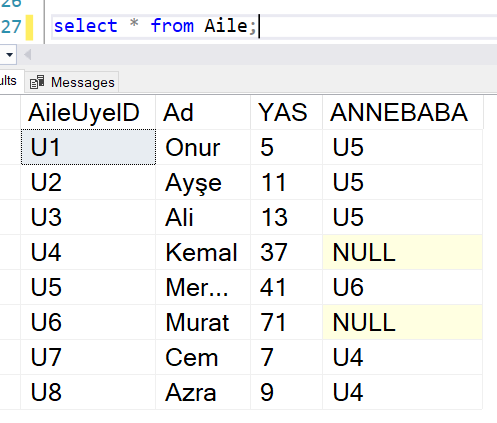 26
27 select * from Aile;
ults Messages
AileUyeID Ad YAS ANNEBABA
U1 Onur 5 U5
U2 Ayşe 11 U5
U3 Ali 13 U5
U4 Kemal 37 NULL
U5 Mer... 41 U6
U6 Murat 71 NULL
U7 Cem 7 U4
U8 Azra 9 U4